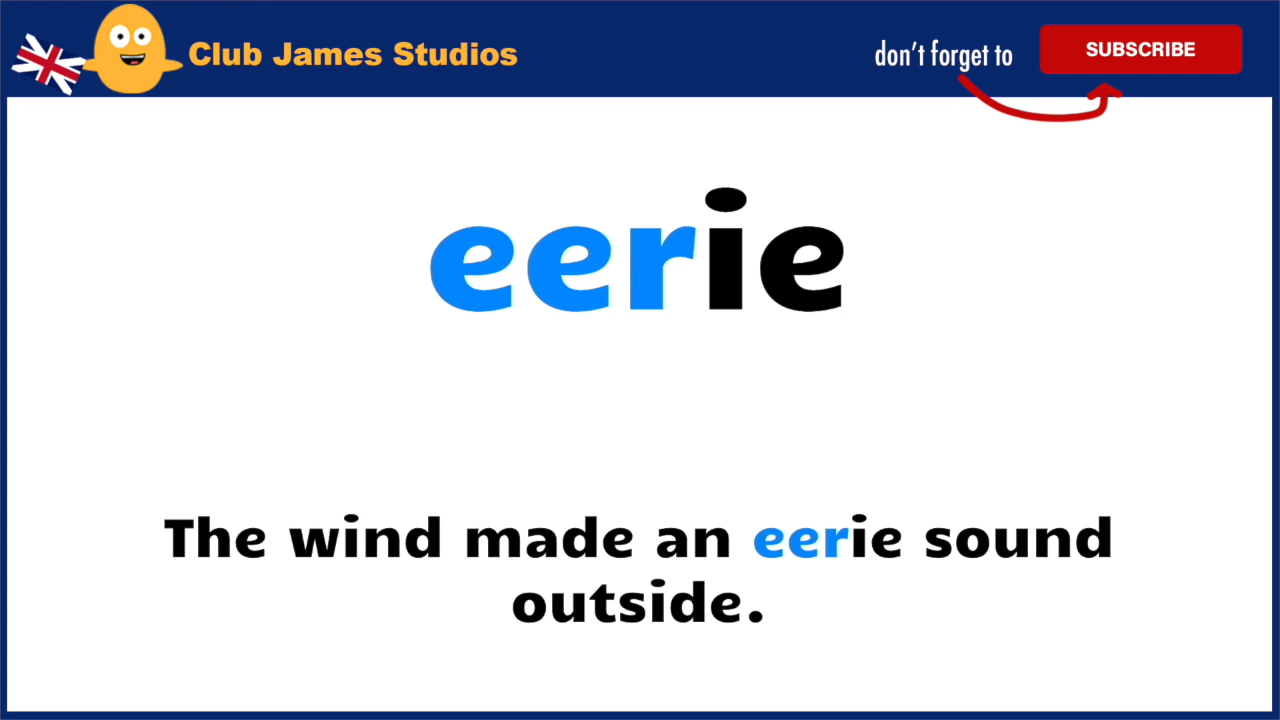 Club James Studios
don't forget to
SUBSCRIBE
eerie
The wind made an eerie sound
outside.